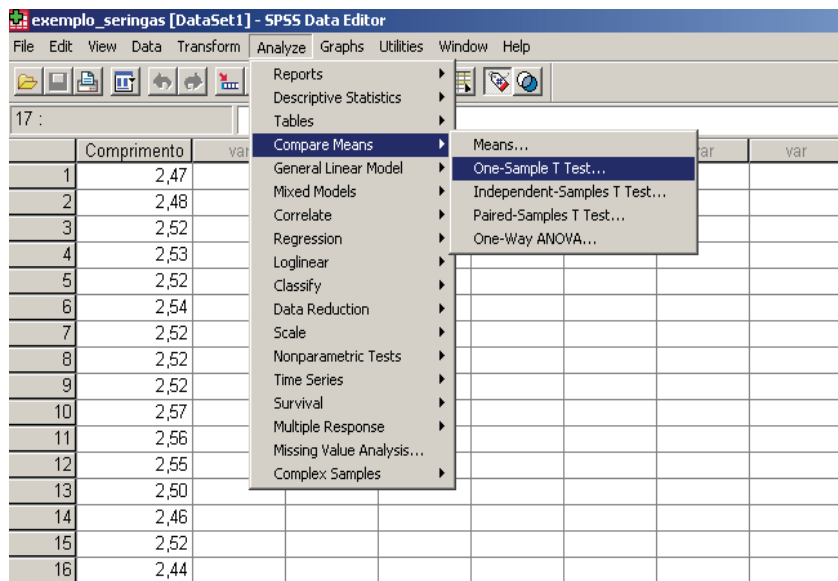 exemplo_seringas [DataSet1] - SPSS Data Editor
File Edit View Data Transform Analyze Graphs Utilities Window Help
17 :
Comprimento
var
var
1 2,47
2 2,48
3 2,52
4 2,53
5 2,52
6 2,54
7 2,52
8 2,52
9 2,52
10 2,57
11 2,56
12 2,55
13 2,50
14 2,46
15 2,52
16 2,44
Reports
Descriptive Statistics
Tables
Compare Means
General Linear Model
Mixed Models
Correlate
Regression
Loglinear
Classify
Data Reduction
Scale
Nonparametric Tests
Time Series
Survival
Multiple Response
Missing Value Analysis...
Complex Samples
Means...
One-Sample T Test...
Independent-Samples T Test...
Paired-Samples T Test...
One-Way ANOVA...